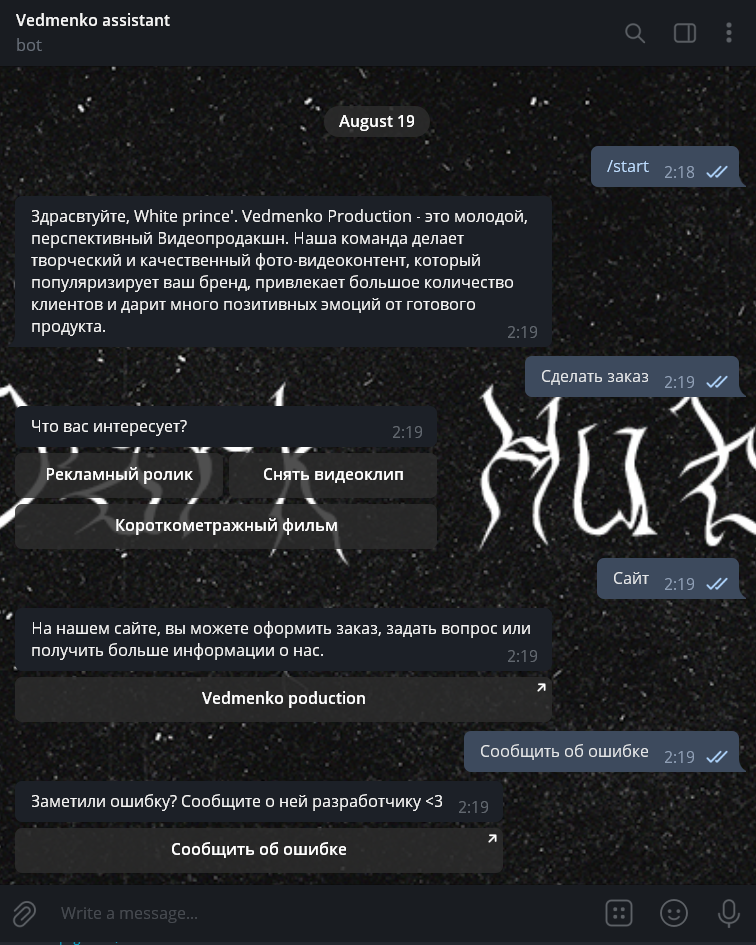 Vedmenko assistant
bot
August 19
/start 2:18
Здрасвтуйте, White prince'. Vedmenko Production - это молодой,
перспективный Видеопродакшн. Наша команда делает
творческий и качественный фото-видеоконтент, который
популяризирует ваш бренд, привлекает большое количество
клиентов и дарит много позитивных эмоций от готового
продукта. 2:19
Сделать заказ 2:19
Что вас интересует? 2:19
Рекламный ролик Снять видеоклип
Короткометражный фильм
Сайт 2:19
На нашем сайте, вы можете оформить заказ, задать вопрос или
получить больше информации о нас. 2:19
Vedmenko poduction
Сообщить об ошибке 2:19
Заметили ошибку? Сообщите о ней разработчику <3 2:19
Сообщить об ошибке
Write a message...